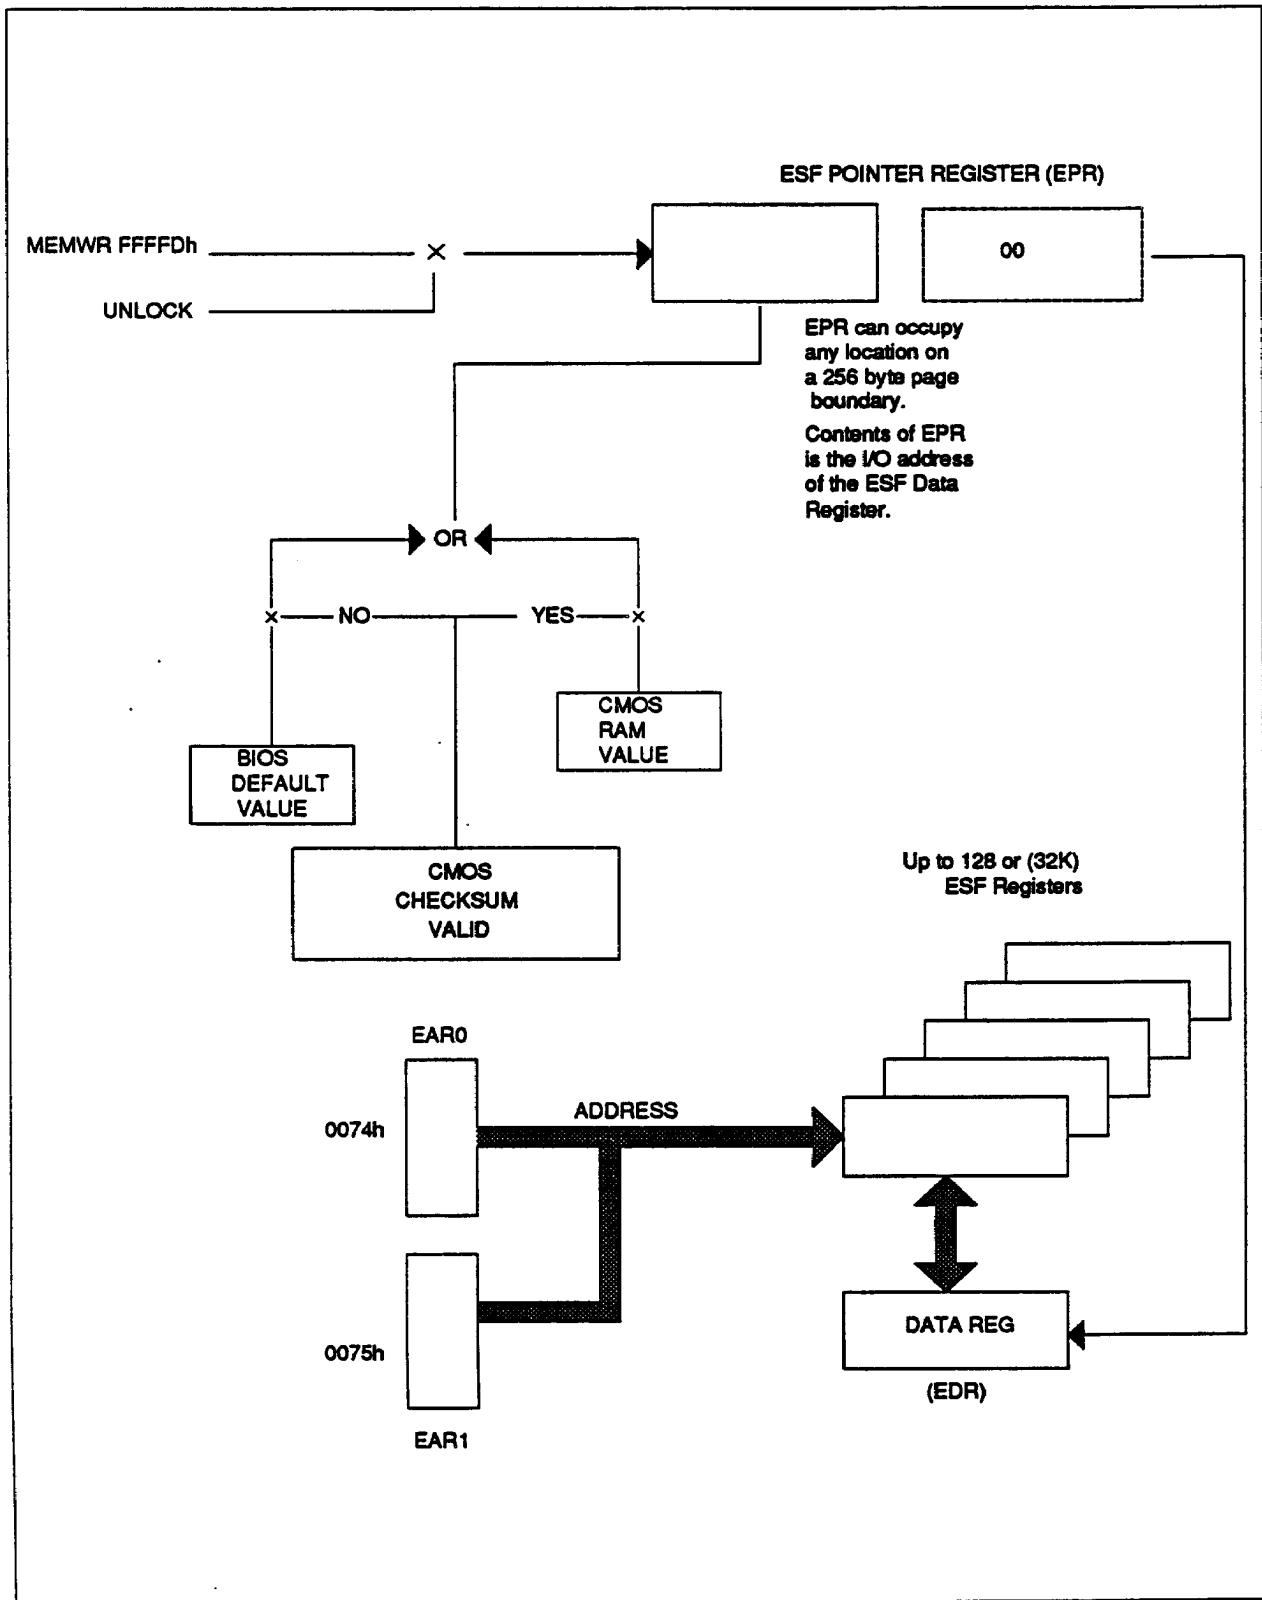 ESF POINTER REGISTER (EPR)
MEMWR FFFFDh
00
UNLOCK
EPR can occupy
any location on
a 256 byte page
boundary.
Contents of EPR
is the I/O address
of the ESF Data
Register.
OR
NO
YES
CMOS
RAM
VALUE
BIOS
DEFAULT
VALUE
CMOS
CHECKSUM
VALID
Up to 128 or (32K)
ESF Registers
EAR0
ADDRESS
0074h
DATA REG
0075h
(EDR)
EAR1